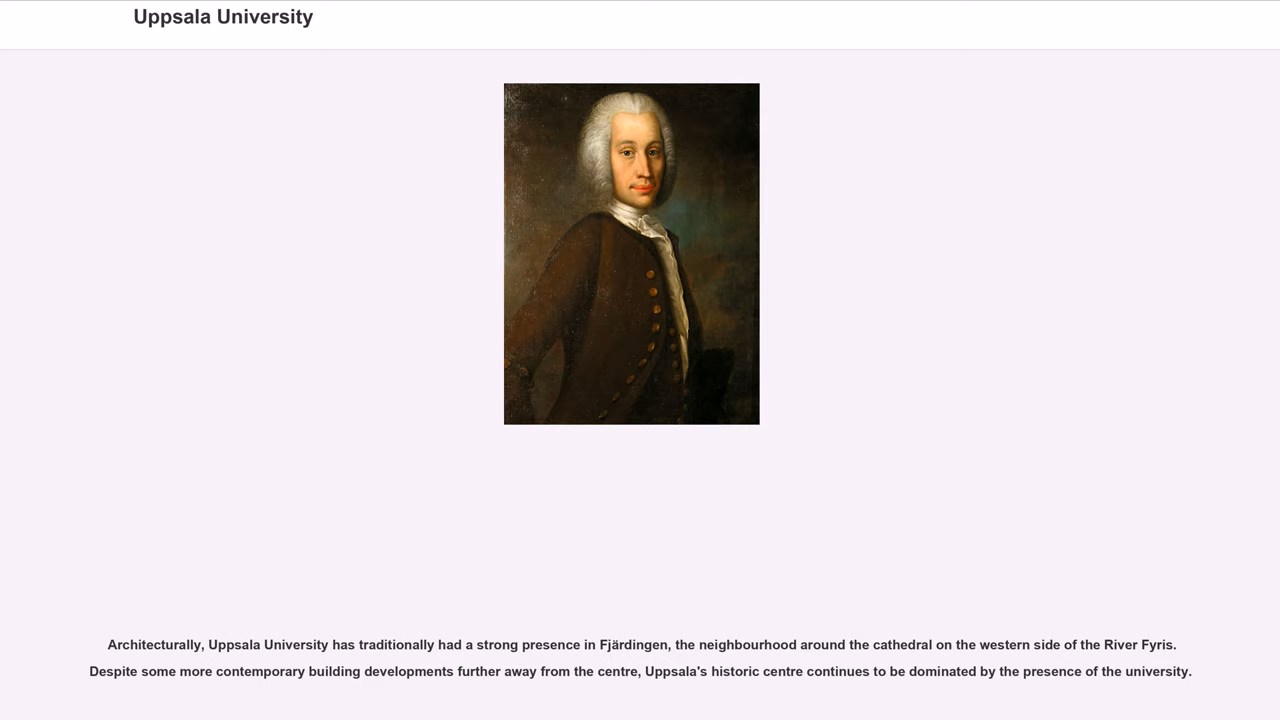 Uppsala University
Architecturally, Uppsala University has traditionally had a strong presence in Fjärdingen, the neighbourhood around the cathedral on the western side of the River Fyris.
Despite some more contemporary building developments further away from the centre, Uppsala's historic centre continues to be dominated by the presence of the university.